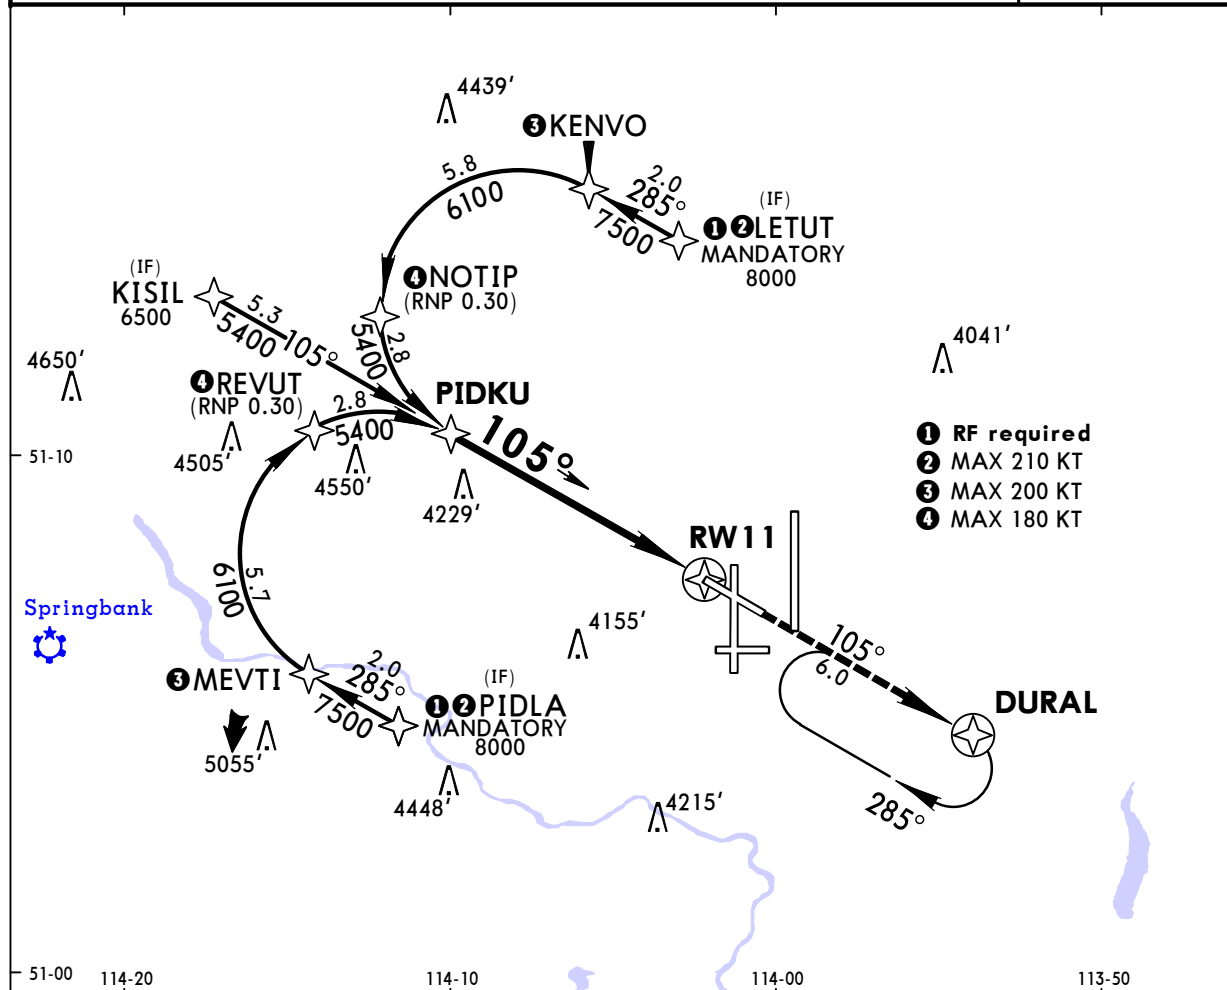 4439'
❸KENVO
5.8
6100
2.0
285°
7500
(IF)
❶❷LETUT
MANDATORY
8000
(IF)
KISIL
6500
5.3
5400
105°
❹NOTIP
(RNP 0.30)
2.8
5400
4650'
4041'
❹REVUT
(RNP 0.30)
2.8
5400
PIDKU
105°
4505'
4550'
4229'
51-10
❶ RF required
❷ MAX 210 KT
❸ MAX 200 KT
❹ MAX 180 KT
RW11
5.7
6100
Springbank
4155'
105°
6.0
❸MEVTI
2.0
285°
7500
(IF)
❶❷PIDLA
MANDATORY
8000
DURAL
5055'
4448'
4215'
285°
51-00
114-20
114-10
114-00
113-50